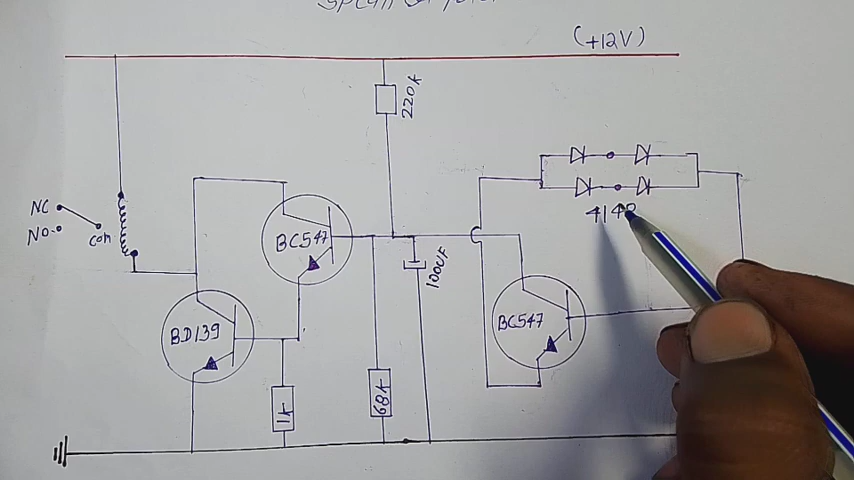 (+12V)
220K
NC
NO
Com
BC547
4148
100UF
BC547
BD139
1K
68K